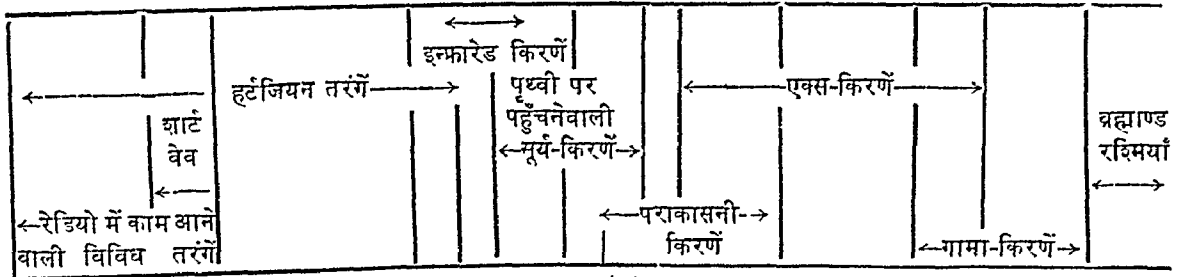 इन्फ्रारेड किरणें
हर्टजियन तरंगें
पृथ्वी पर
पहुँचनेवाली
सूर्य-किरणें
एक्स-किरणें
शार्ट
वेव
ब्रह्माण्ड
रश्मियाँ
रेडियो में काम आने
वाली विविध तरंगें
पराकासनी
किरणें
गामा-किरणें